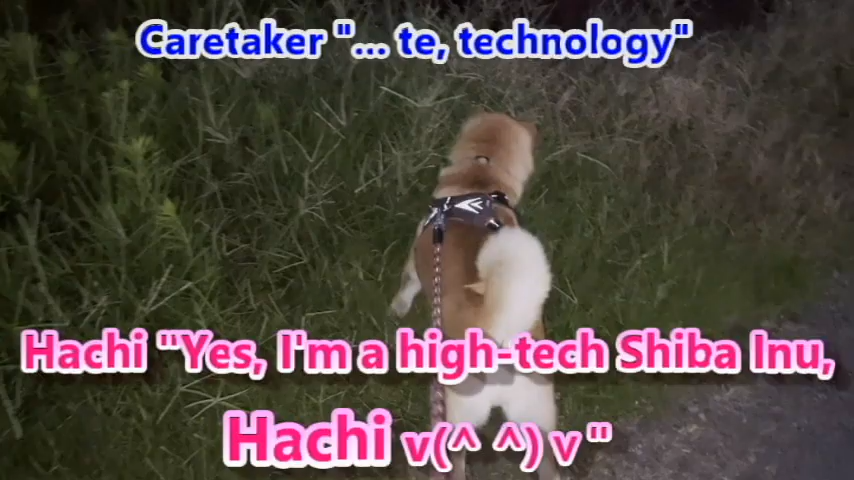 Caretaker "... te, technology"
Hachi "Yes, I'm a high-tech Shiba Inu,
Hachi v(^ ^) v "